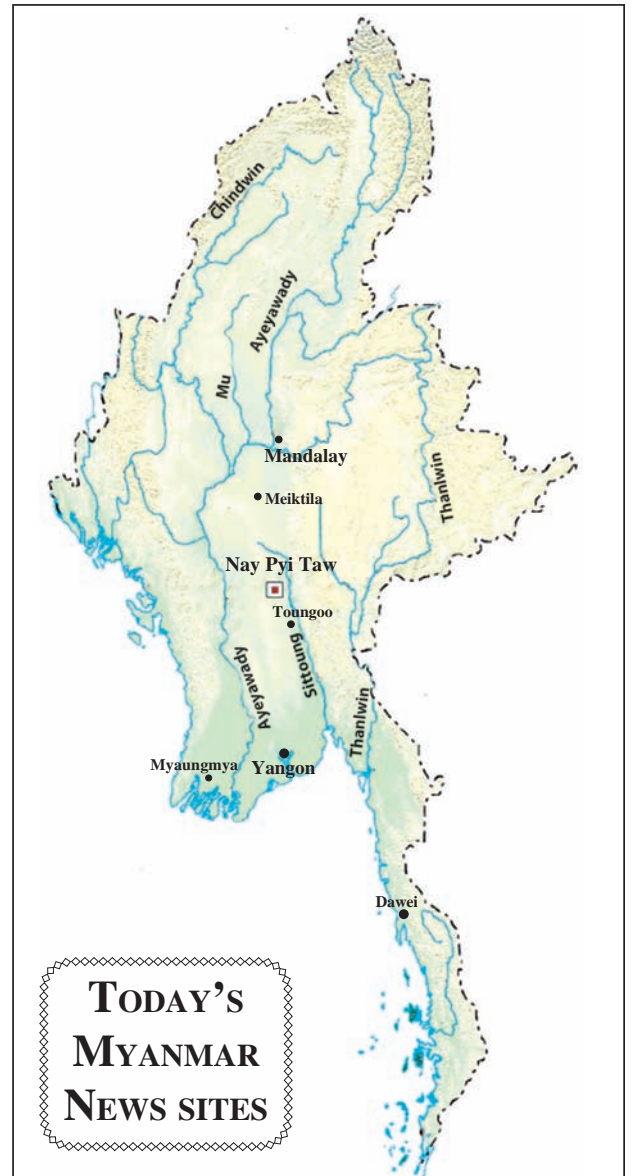 Chindwin
Ayeyawady
Mu
Mandalay
Thanlwin
Meiktila
Nay Pyi Taw
Toungoo
Sittoung
Ayeyawady
Thanlwin
Myaungmya
Yangon
Dawei
TODAY'S
MYANMAR
NEWS SITES